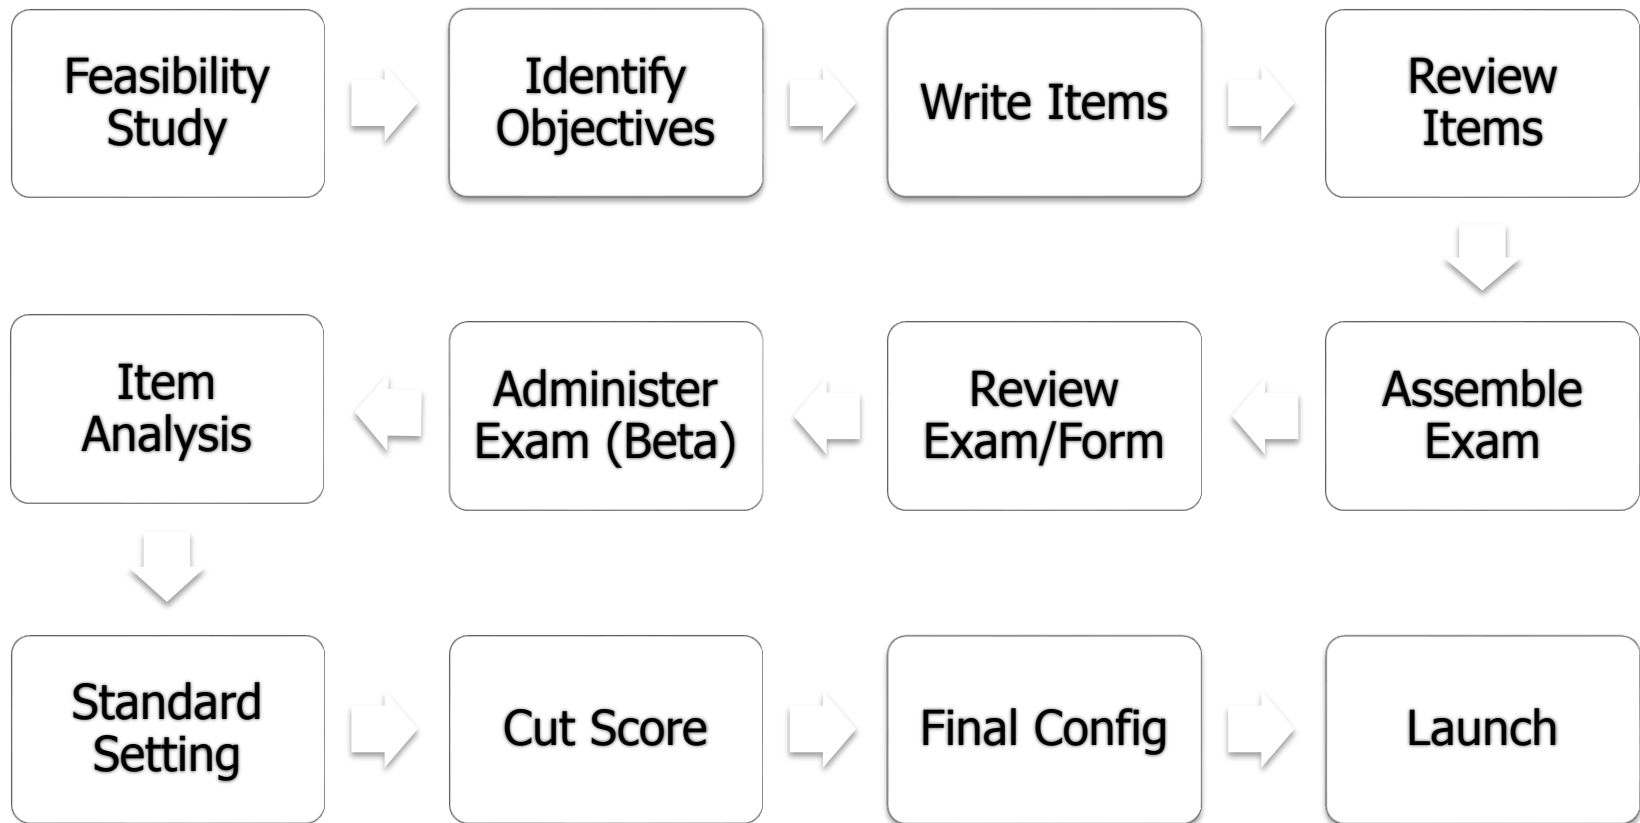 Feasibility
Study
Identify
Objectives
Write Items
Review
Items
Assemble
Exam
Review
Exam/Form
Administer
Exam (Beta)
Item
Analysis
Standard
Setting
Cut Score
Final Config
Launch